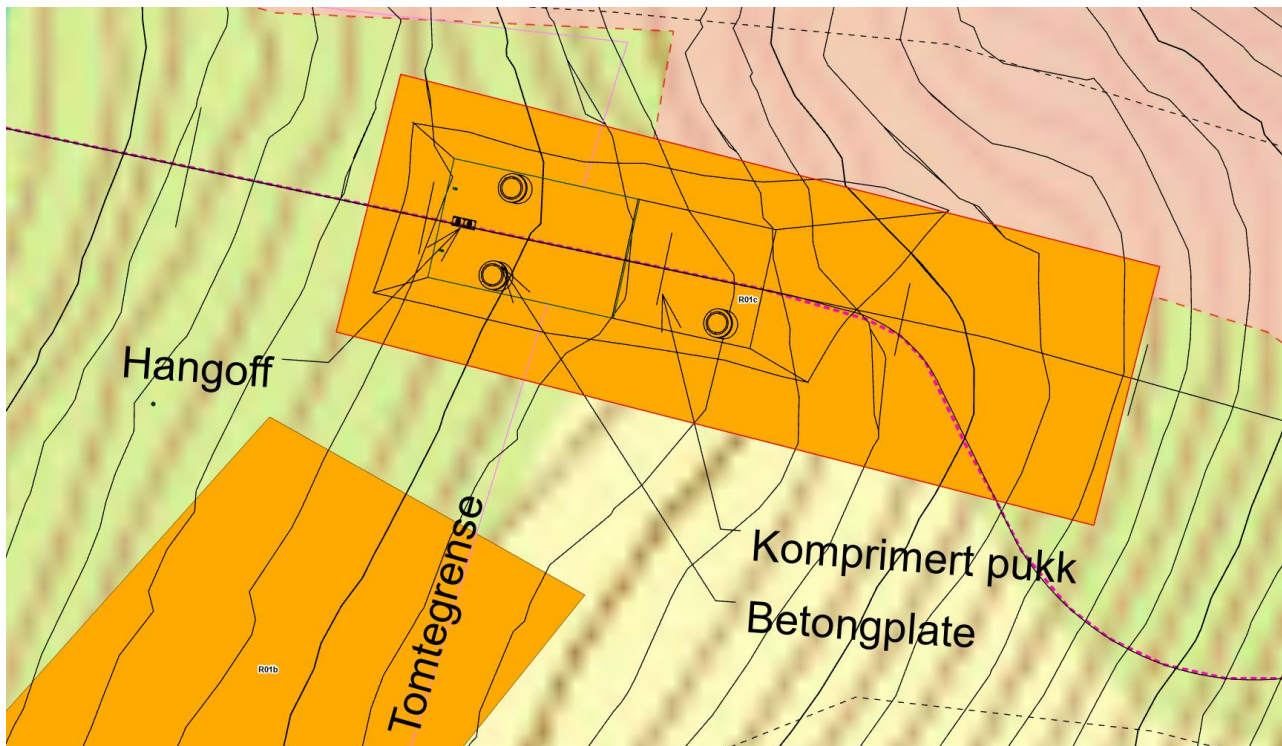 R01c
Hangoff
Komprimert pukk
Betongplate
Tomtegrense
R01b